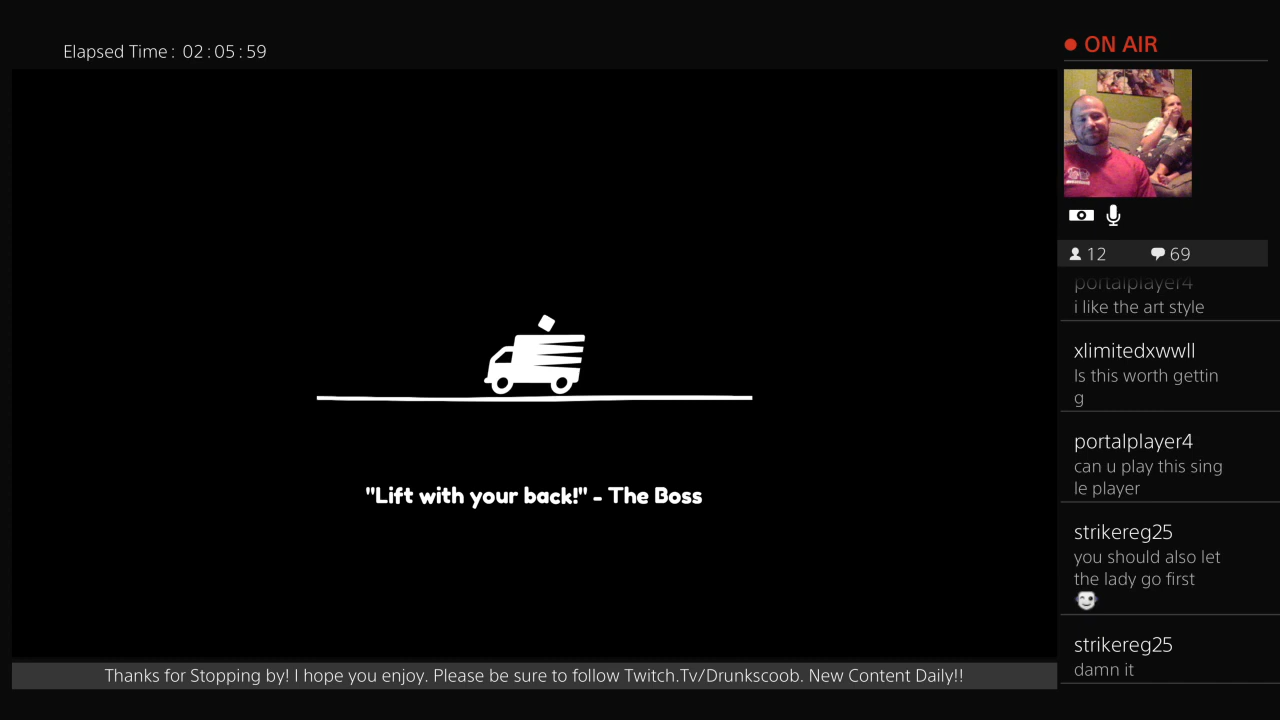 Elapsed Time : 02 : 05 : 59
ON AIR
12 69
portalplayer4
i like the art style
xlimitedxwwll
Is this worth gettin
g
portalplayer4
can u play this sing
le player
strikereg25
you should also let
the lady go first
strikereg25
damn it
"Lift with your back!" - The Boss
Thanks for Stopping by! I hope you enjoy. Please be sure to follow Twitch.Tv/Drunkscoob. New Content Daily!!